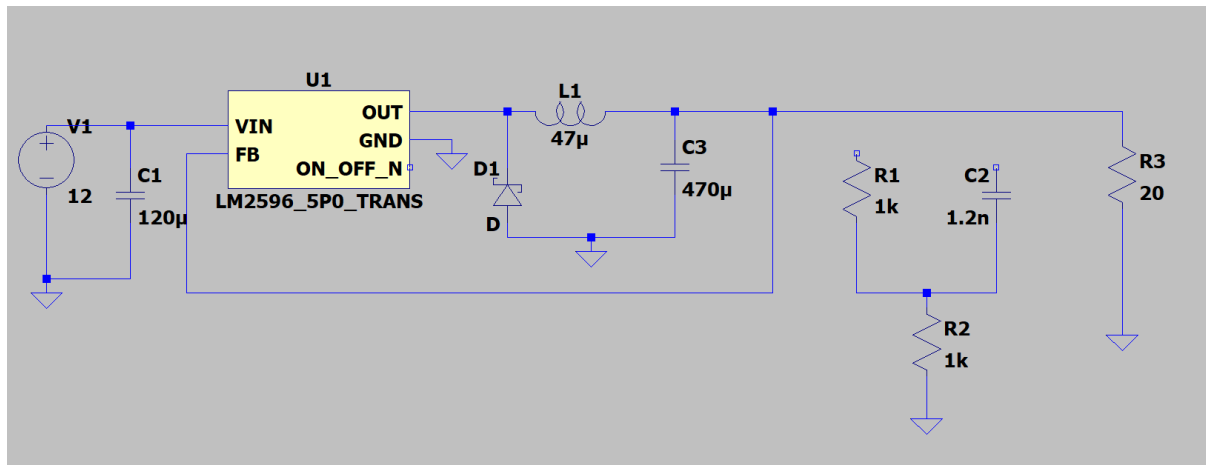 U1
V1
12
C1
120µ
VIN
FB
OUT
GND
ON_OFF_N
LM2596_5P0_TRANS
L1
47µ
D1
D
C3
470µ
R1
1k
C2
1.2n
R2
1k
R3
20